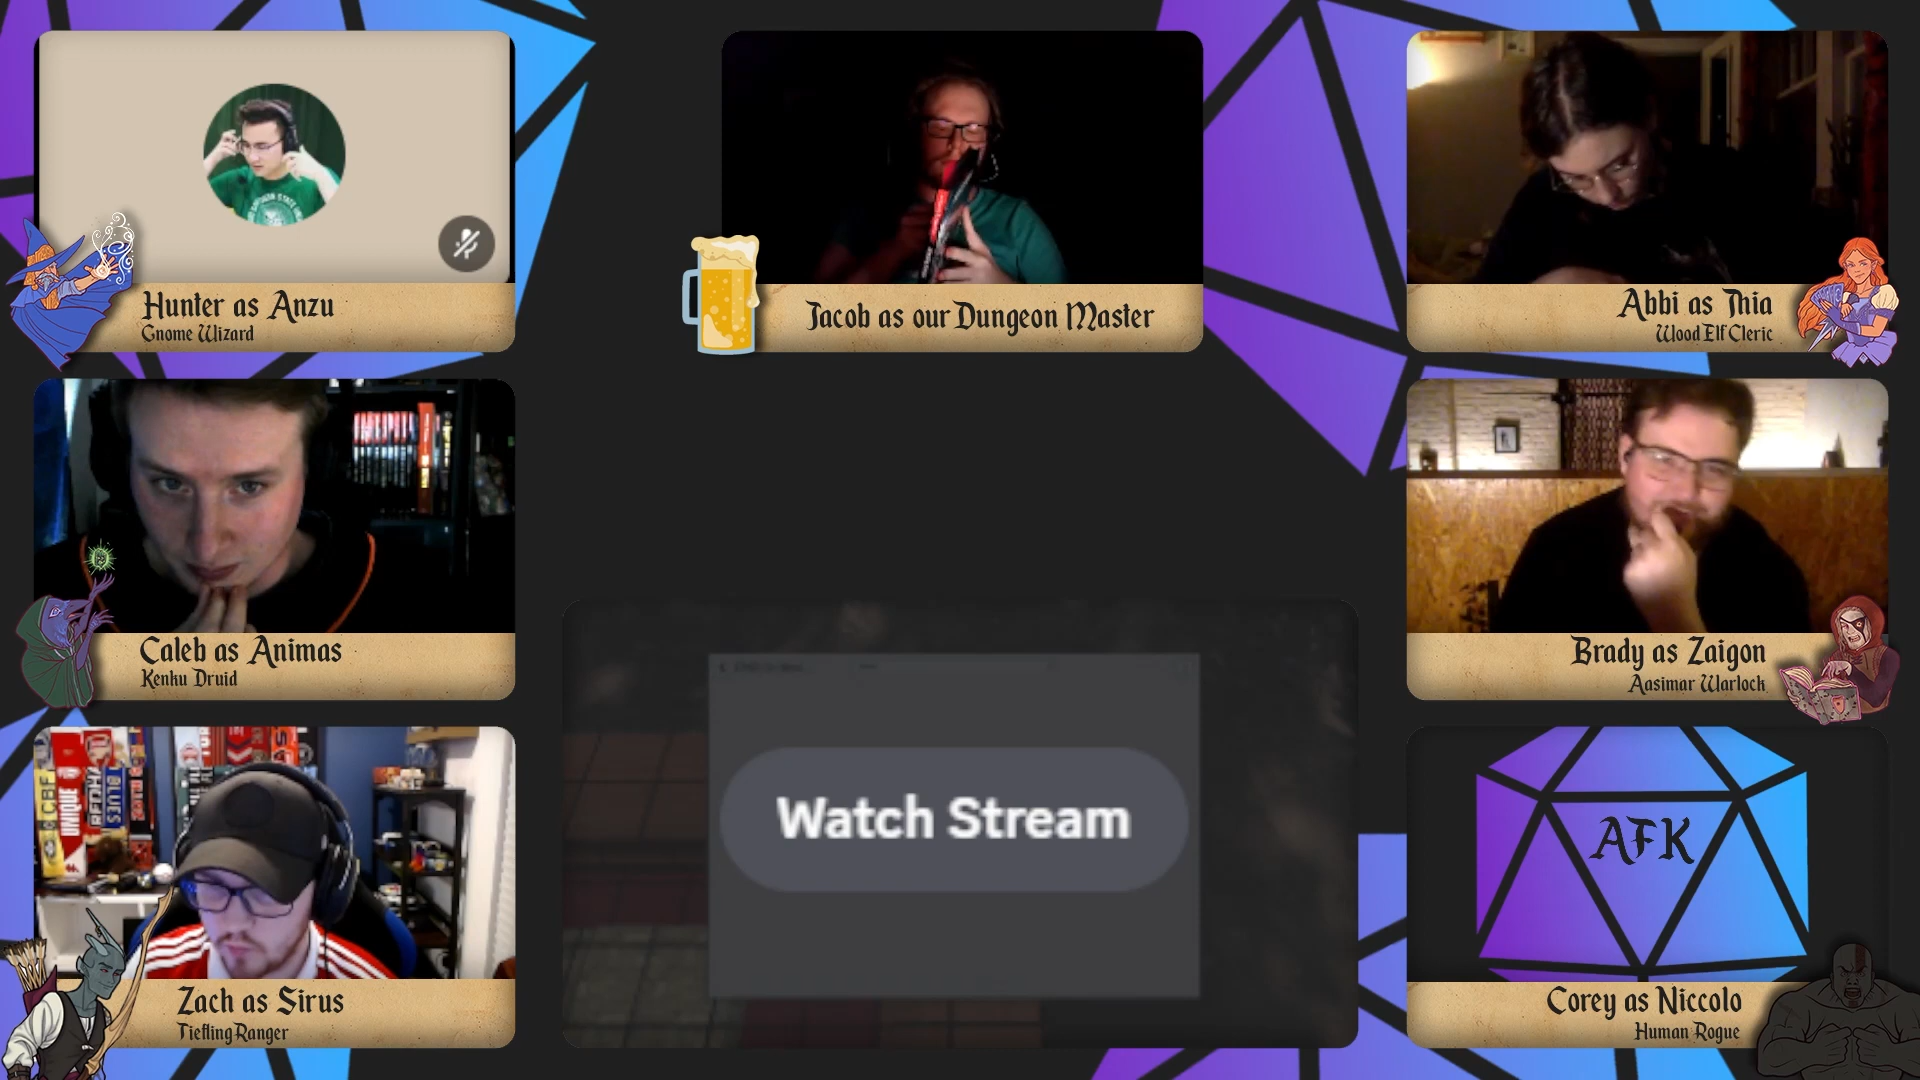 Hunter as Anzu
Gnome Wizard
Jacob as our Dungeon Master
Abbi as Thia
Wood Elf Cleric
Caleb as Animas
Kenku Druid
Brady as Zaigon
Aasimar Warlock
UNIQUE
BLUES
Zach as Sirus
Tiefling Ranger
Watch Stream
AFK
Corey as Niccolo
Human Rogue